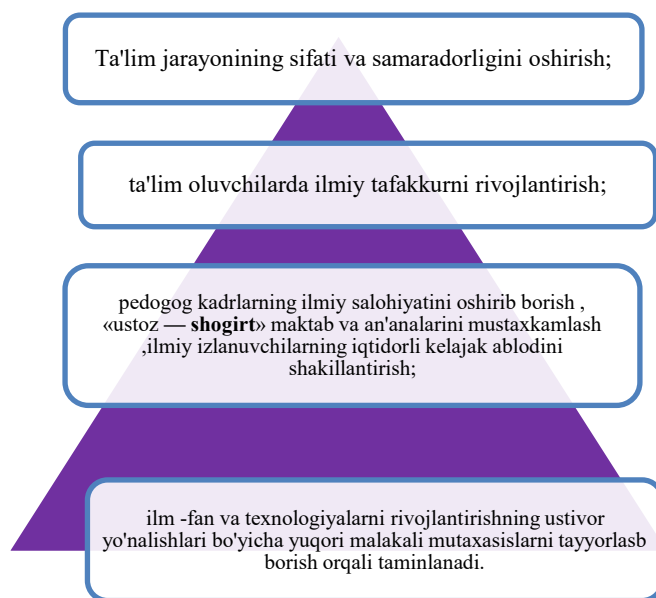 Ta'lim jarayonining sifati va samaradorligini oshirish;
ta'lim oluvchilarda ilmiy tafakkurni rivojlantirish;
pedogog kadrlarning ilmiy salohiyatini oshirib borish ,
«ustoz — shogirt» maktab va an'analarini mustaxkamlash
,ilmiy izlanuvchilarning iqtidorli kelajak ablodini
shakillantirish;
ilm -fan va texnologiyalarni rivojlantirishning ustivor
yo'nalishlari bo'yicha yuqori malakali mutaxasislarni tayyorlasb
borish orqali taminlanadi.